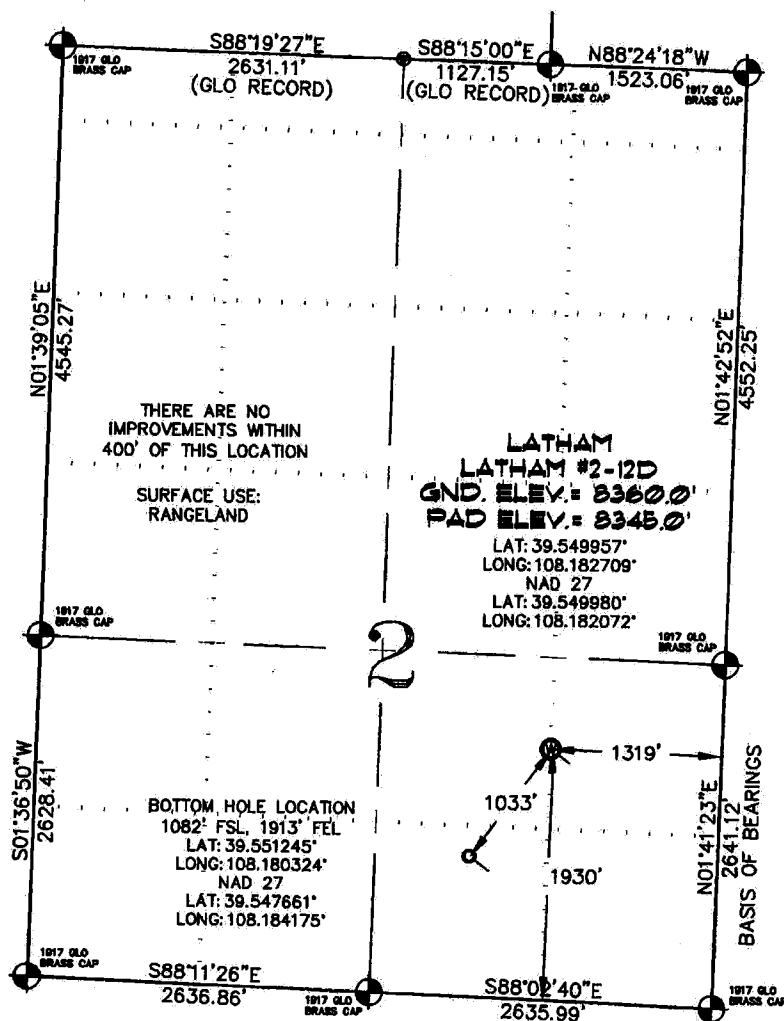 S88°19'27"E
2631.11'
(GLO RECORD)
S88°15'00"E
1127.15'
(GLO RECORD)
N88°24'18"W
1523.06'
1917 GLO
BRASS CAP
1917 GLO
BRASS CAP
1917 GLO
BRASS CAP
N01°39'05"E
4545.27'
N01°42'52"E
4552.25'
THERE ARE NO
IMPROVEMENTS WITHIN
400' OF THIS LOCATION
SURFACE USE:
RANGELAND
LATHAM
LATHAM #2-12D
GND. ELEV.= 8360.0'
PAD ELEV.= 8345.0'
LAT: 39.549957°
LONG: 108.182709°
NAD 27
LAT: 39.549980°
LONG: 108.182072°
1917 GLO
BRASS CAP
2
1917 GLO
BRASS CAP
W
1319'
1033'
1930'
S01°36'50"W
2628.41'
BOTTOM HOLE LOCATION
1082' FSL, 1913' FEL
LAT: 39.551245°
LONG: 108.180324°
NAD 27
LAT: 39.547661°
LONG: 108.184175°
N01°41'23"E
2641.12'
BASIS OF BEARINGS
1917 GLO
BRASS CAP
S88°11'26"E
2636.86'
1917 GLO
BRASS CAP
S88°02'40"E
2635.99'
1917 GLO
BRASS CAP